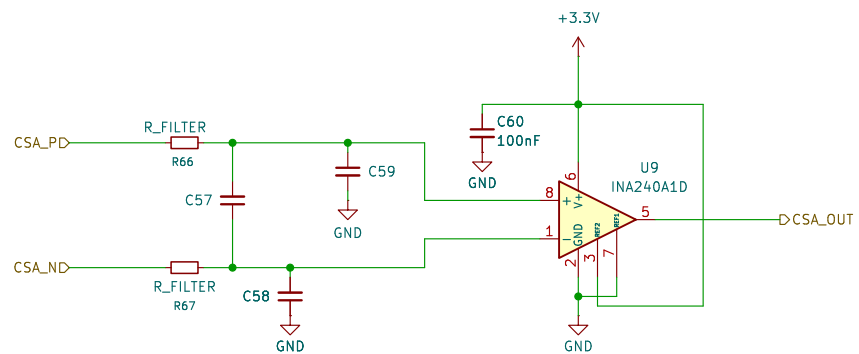 +3.3V
C60
100nF
GND
CSA_P
R_FILTER
R66
C59
GND
C57
CSA_N
R_FILTER
R67
C58
GND
U9
INA240A1D
8
+
6
V+
1
−
GND
2
REF2
3
REF1
7
5
CSA_OUT
GND